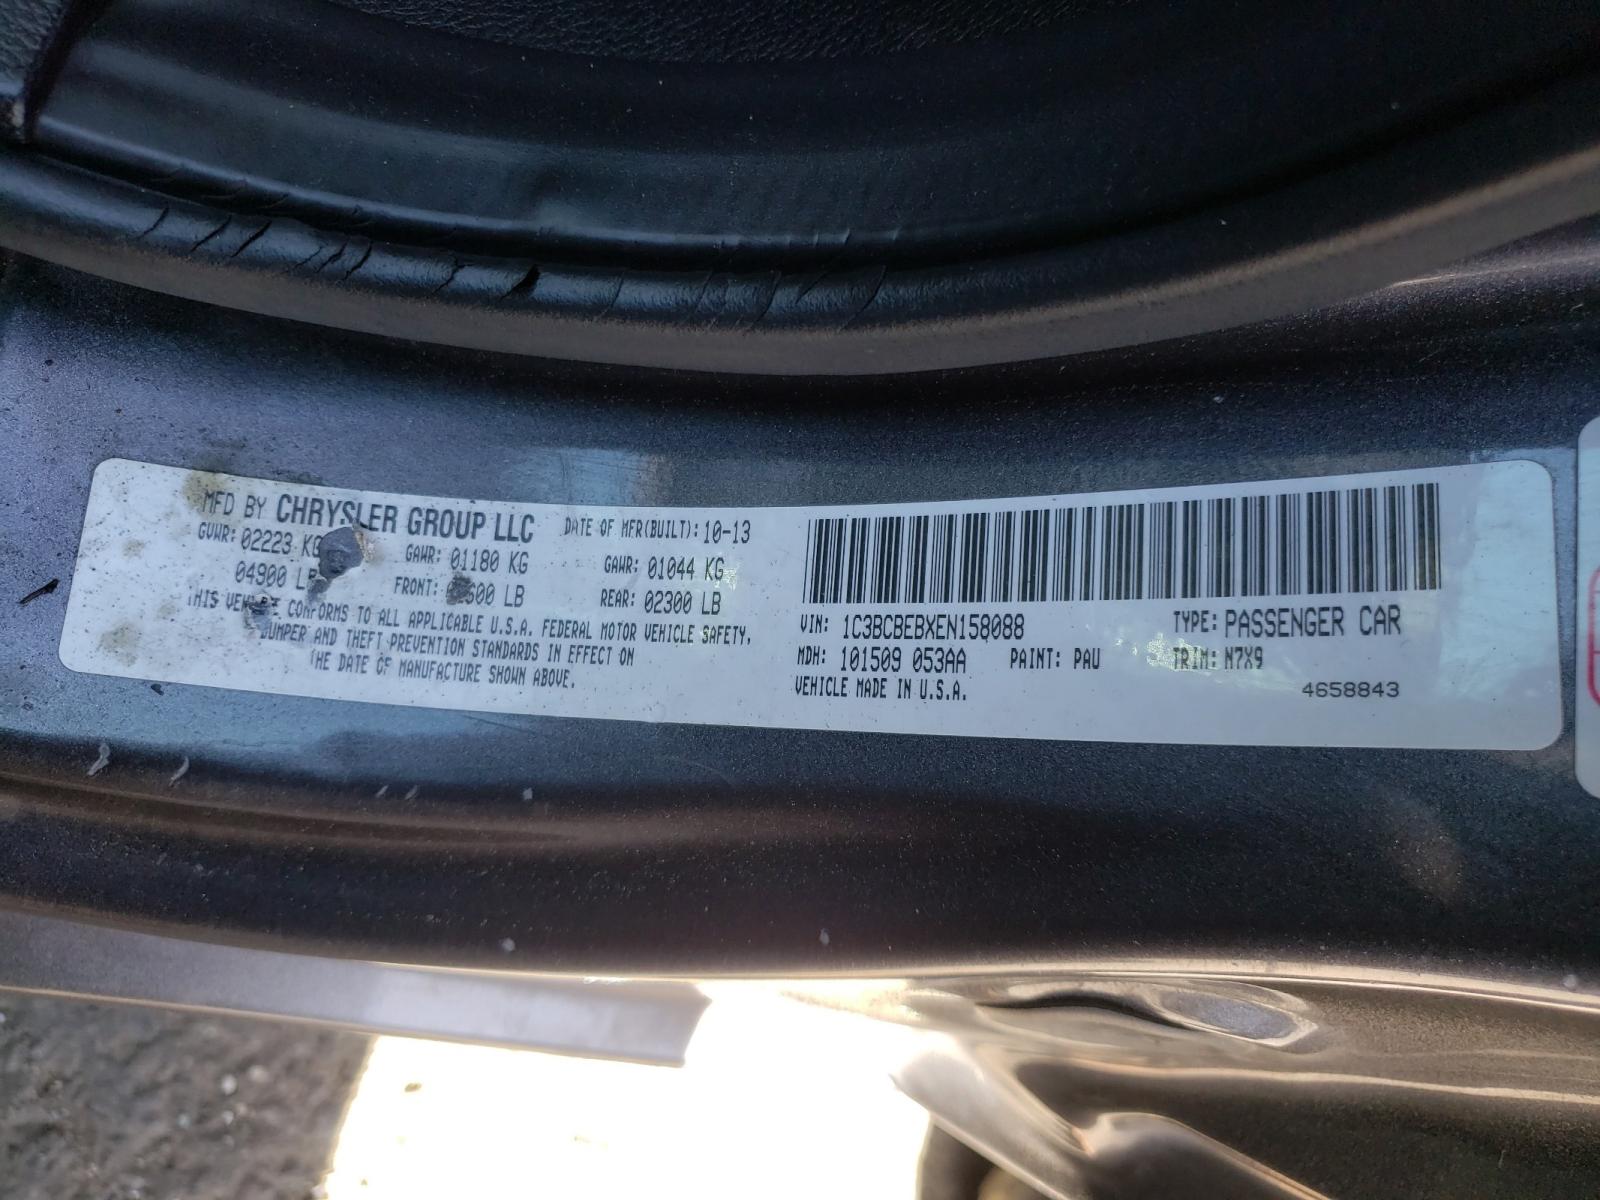 MFD BY CHRYSLER GROUP LLC DATE OF MFR(BUILT): 10-13
GVWR: 02223 KG GAWR: 01180 KG GAWR: 01044 KG
04900 LB FRONT: 02600 LB REAR: 02300 LB
THIS VEHICLE CONFORMS TO ALL APPLICABLE U.S.A. FEDERAL MOTOR VEHICLE SAFETY,
BUMPER AND THEFT PREVENTION STANDARDS IN EFFECT ON
THE DATE OF MANUFACTURE SHOWN ABOVE.
VIN: 1C3BCBEBXEN158088 TYPE: PASSENGER CAR
MDH: 101509 053AA PAINT: PAU TRIM: N7X9
VEHICLE MADE IN U.S.A. 4658843